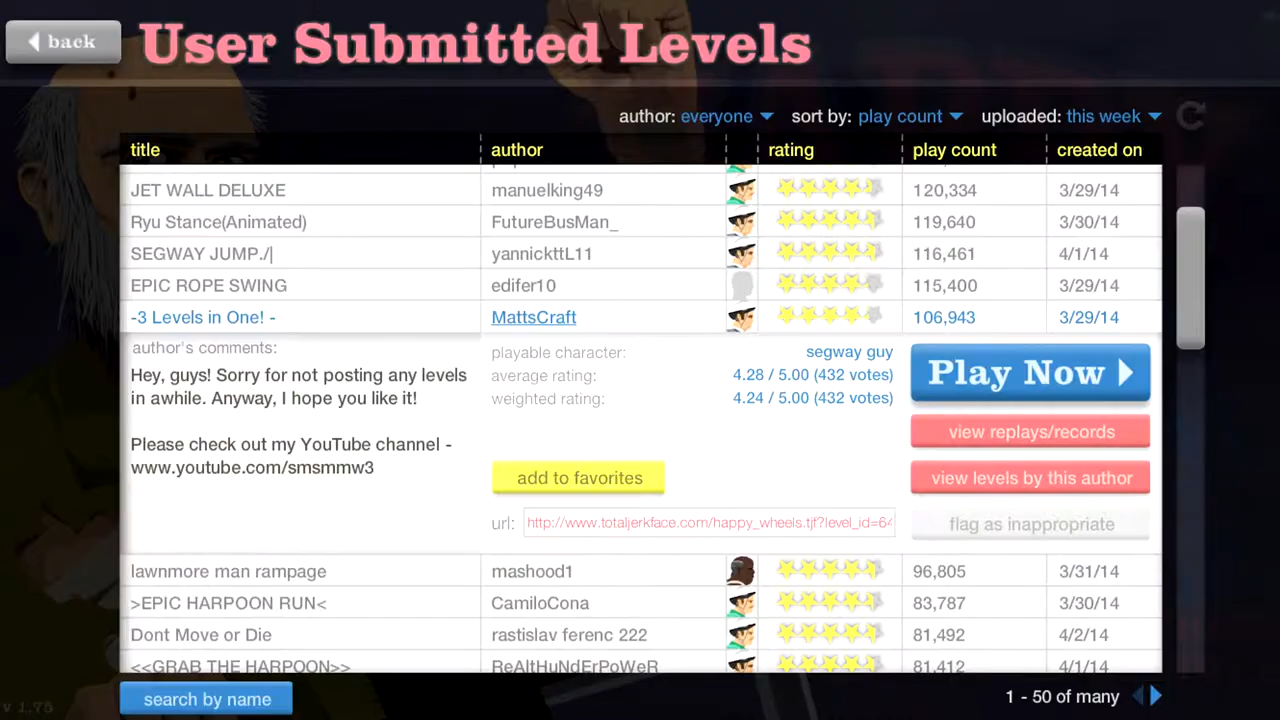 back
User Submitted Levels
author: everyone sort by: play count uploaded: this week
title author rating play count created on
JET WALL DELUXE manuelking49 120,334 3/29/14
Ryu Stance(Animated) FutureBusMan_ 119,640 3/30/14
SEGWAY JUMP./| yannickttL11 116,461 4/1/14
EPIC ROPE SWING edifer10 115,400 3/29/14
-3 Levels in One! - MattsCraft 106,943 3/29/14
author's comments:
Hey, guys! Sorry for not posting any levels
in awhile. Anyway, I hope you like it!
Please check out my YouTube channel -
www.youtube.com/smsmmw3
playable character: segway guy
average rating: 4.28 / 5.00 (432 votes)
weighted rating: 4.24 / 5.00 (432 votes)
add to favorites
url: http://www.totaljerkface.com/happy_wheels.tjf?level_id=64
Play Now
view replays/records
view levels by this author
flag as inappropriate
lawnmore man rampage mashood1 96,805 3/31/14
>EPIC HARPOON RUN< CamiloCona 83,787 3/30/14
Dont Move or Die rastislav ferenc 222 81,492 4/2/14
<<GRAB THE HARPOON>> ReAltHuNdErPoWeR 81,412 4/1/14
search by name
1 - 50 of many
v 1.75